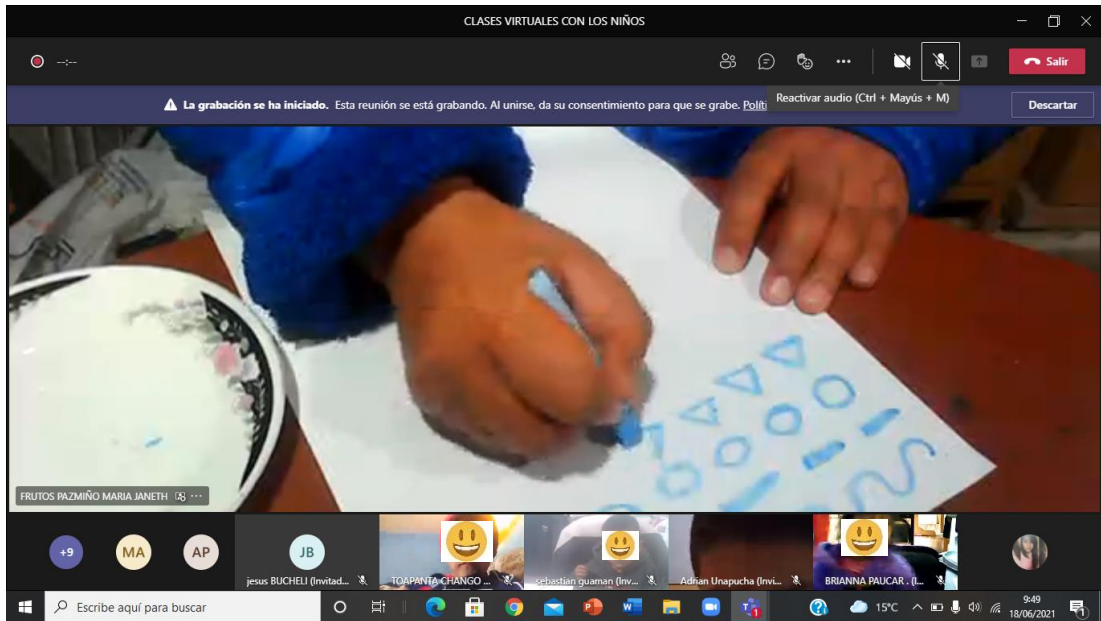 CLASES VIRTUALES CON LOS NIÑOS
--:--
Salir
La grabación se ha iniciado. Esta reunión se está grabando. Al unirse, da su consentimiento para que se grabe. Políti
Reactivar audio (Ctrl + Mayús + M)
Descartar
FRUTOS PAZMIÑO MARIA JANETH
+9
MA
AP
JB
jesus BUCHELI (Invitad...
TOAPANTA CHANGO ...
sebastian guaman (Inv...
Adrian Unapucha (Invi...
BRIANNA PAUCAR . (I...
Escribe aquí para buscar
15°C
9:49
18/06/2021